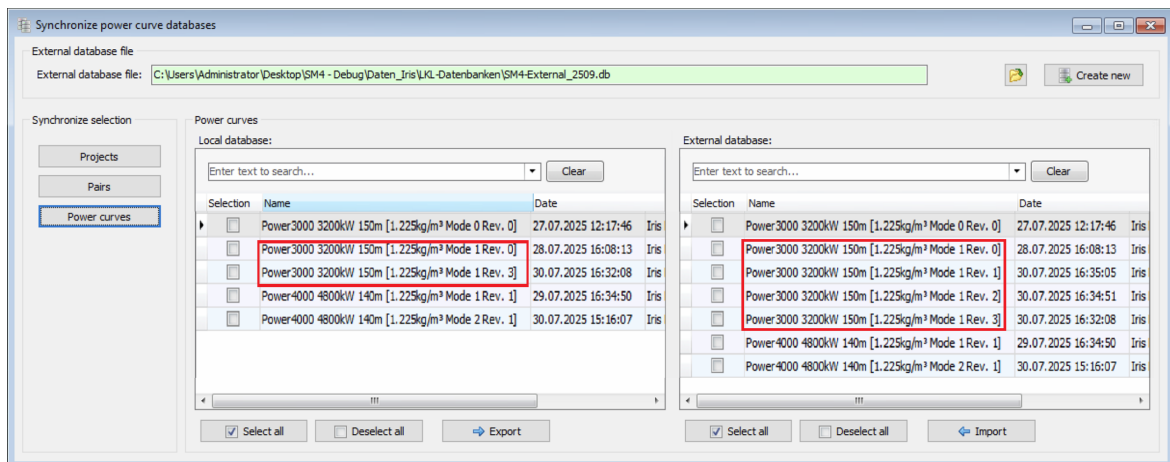 Synchronize power curve databases
External database file
External database file: C:\Users\Administrator\Desktop\SM4 - Debug\Daten_Iris\LKL-Datenbanken\SM4-External_2509.db Create new
Synchronize selection
Projects
Pairs
Power curves
Power curves
Local database:
Enter text to search... Clear
Selection Name Date
Power3000 3200kW 150m [1.225kg/m³ Mode 0 Rev. 0] 27.07.2025 12:17:46 Iris
Power3000 3200kW 150m [1.225kg/m³ Mode 1 Rev. 0] 28.07.2025 16:08:13 Iris
Power3000 3200kW 150m [1.225kg/m³ Mode 1 Rev. 3] 30.07.2025 16:32:08 Iris
Power4000 4800kW 140m [1.225kg/m³ Mode 1 Rev. 1] 29.07.2025 16:34:50 Iris
Power4000 4800kW 140m [1.225kg/m³ Mode 2 Rev. 1] 30.07.2025 15:16:07 Iris
Select all Deselect all Export
External database:
Enter text to search... Clear
Selection Name Date
Power3000 3200kW 150m [1.225kg/m³ Mode 0 Rev. 0] 27.07.2025 12:17:46 Iris
Power3000 3200kW 150m [1.225kg/m³ Mode 1 Rev. 0] 28.07.2025 16:08:13 Iris
Power3000 3200kW 150m [1.225kg/m³ Mode 1 Rev. 1] 30.07.2025 16:35:05 Iris
Power3000 3200kW 150m [1.225kg/m³ Mode 1 Rev. 2] 30.07.2025 16:34:51 Iris
Power3000 3200kW 150m [1.225kg/m³ Mode 1 Rev. 3] 30.07.2025 16:32:08 Iris
Power4000 4800kW 140m [1.225kg/m³ Mode 1 Rev. 1] 29.07.2025 16:34:50 Iris
Power4000 4800kW 140m [1.225kg/m³ Mode 2 Rev. 1] 30.07.2025 15:16:07 Iris
Select all Deselect all Import